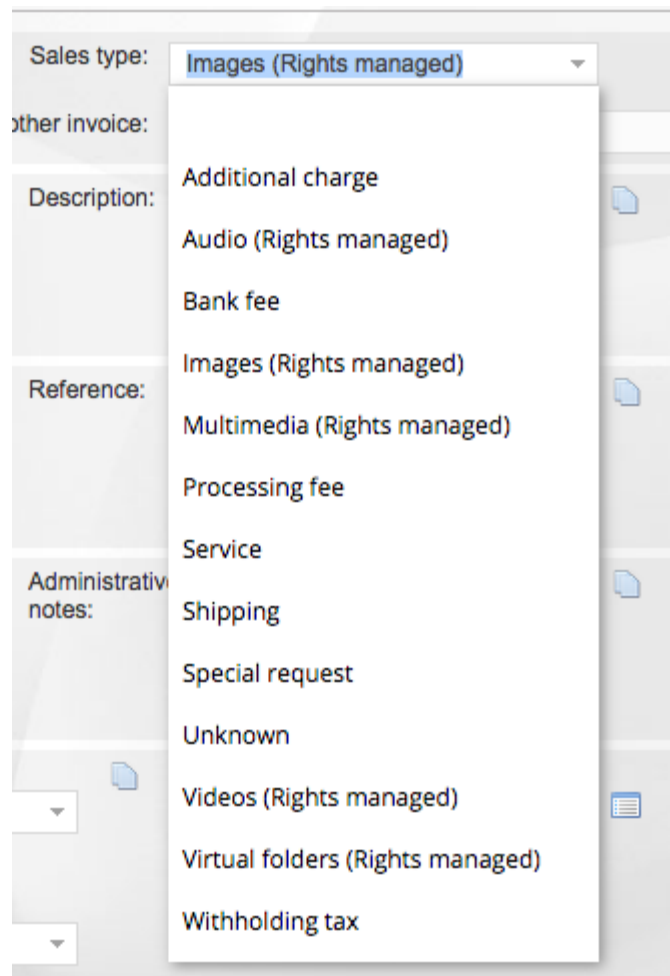 Sales type:
Images (Rights managed)
other invoice:
Additional charge
Description:
Audio (Rights managed)
Bank fee
Images (Rights managed)
Reference:
Multimedia (Rights managed)
Processing fee
Service
Administrativ
notes:
Shipping
Special request
Unknown
Videos (Rights managed)
Virtual folders (Rights managed)
Withholding tax